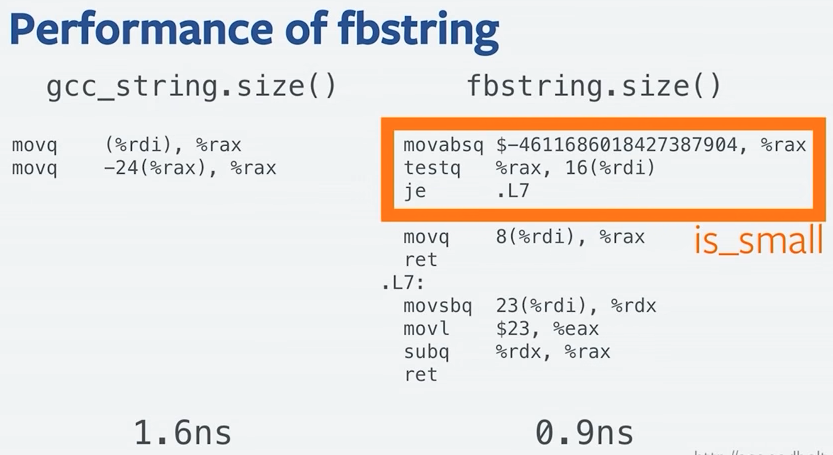 Performance of fbstring
gcc_string.size()
movq (%rdi), %rax
movq -24(%rax), %rax
1.6ns
fbstring.size()
movabsq $-4611686018427387904, %rax
testq %rax, 16(%rdi)
je .L7
is_small
movq 8(%rdi), %rax
ret
.L7:
movsbq 23(%rdi), %rdx
movl $23, %eax
subq %rdx, %rax
ret
0.9ns